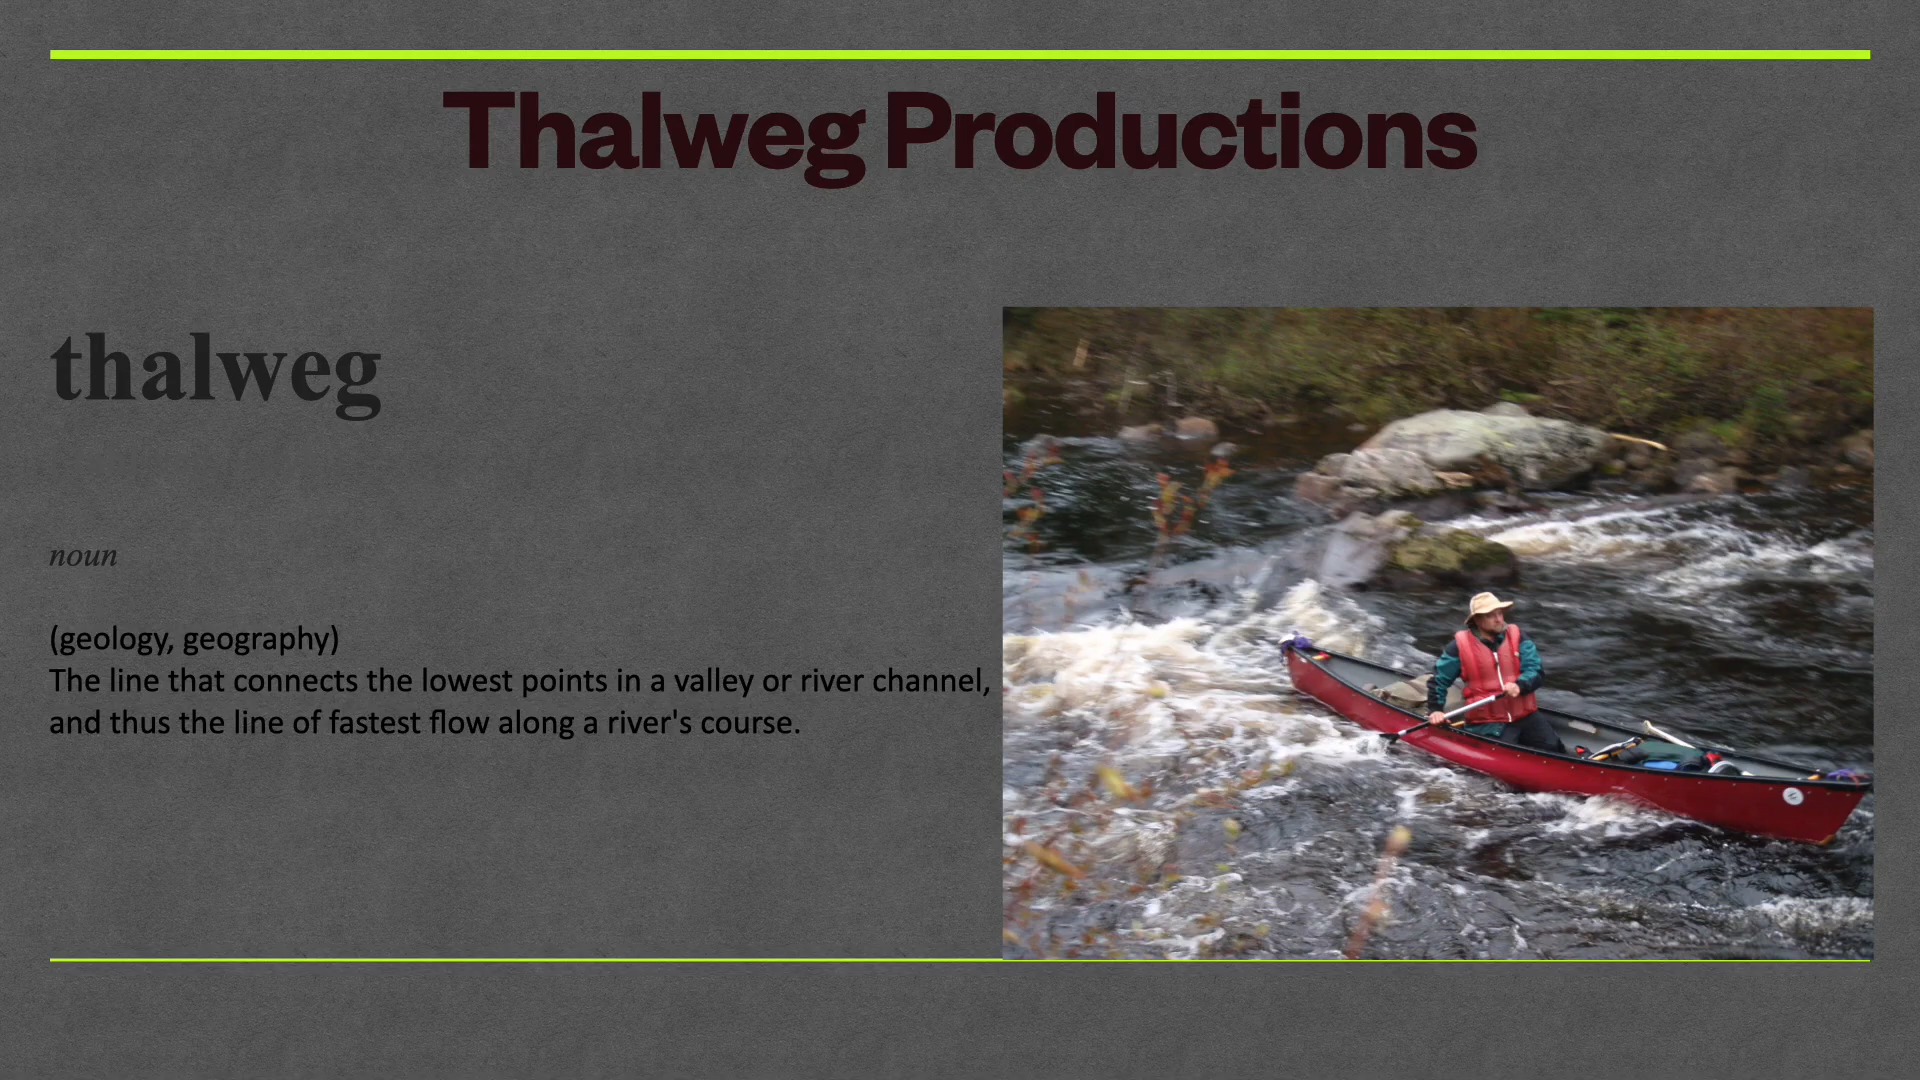 Thalweg Productions
thalweg
noun
(geology, geography)
The line that connects the lowest points in a valley or river channel,
and thus the line of fastest flow along a river's course.